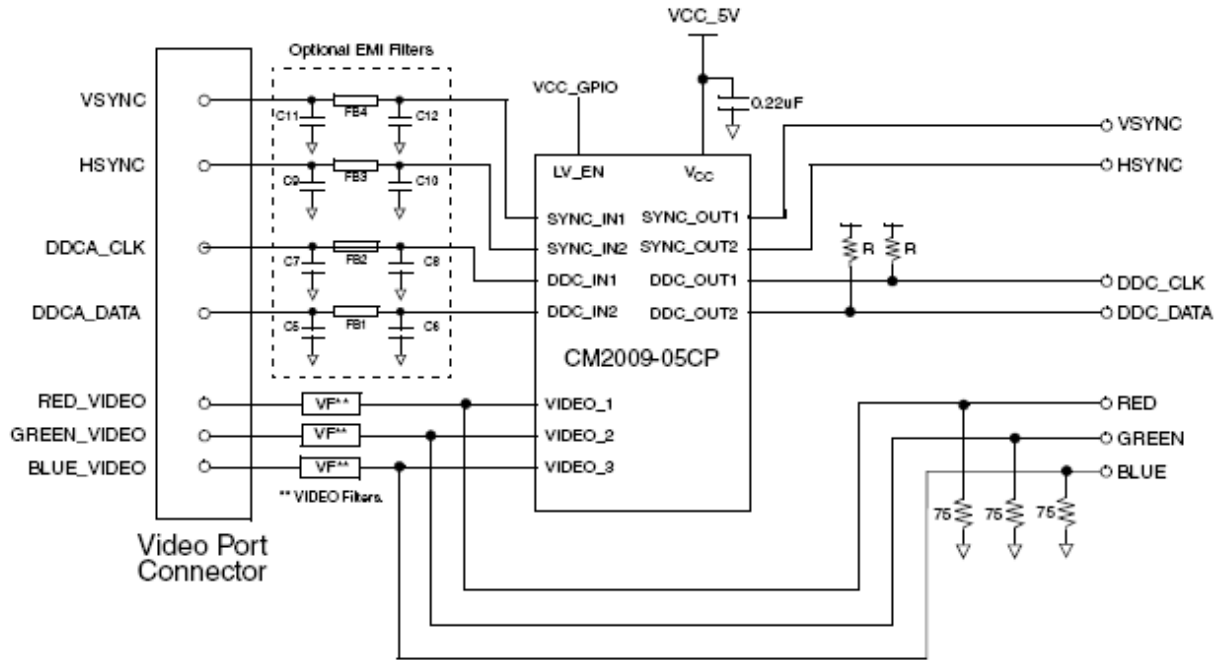 VCC_5V
Optional EMI Filters
VCC_GPIO
0.22uF
VSYNC
C11
FB4
C12
VSYNC
HSYNC
C9
FB3
C10
HSYNC
LV_EN
VCC
SYNC_IN1
SYNC_OUT1
SYNC_IN2
SYNC_OUT2
R
R
DDCA_CLK
C7
FB2
C8
DDC_IN1
DDC_OUT1
DDC_CLK
DDCA_DATA
C5
FB1
C6
DDC_IN2
DDC_OUT2
DDC_DATA
CM2009-05CP
RED_VIDEO
VF**
VIDEO_1
RED
GREEN_VIDEO
VF**
VIDEO_2
GREEN
BLUE_VIDEO
VF**
VIDEO_3
BLUE
** VIDEO Filters.
75
75
75
Video Port
Connector